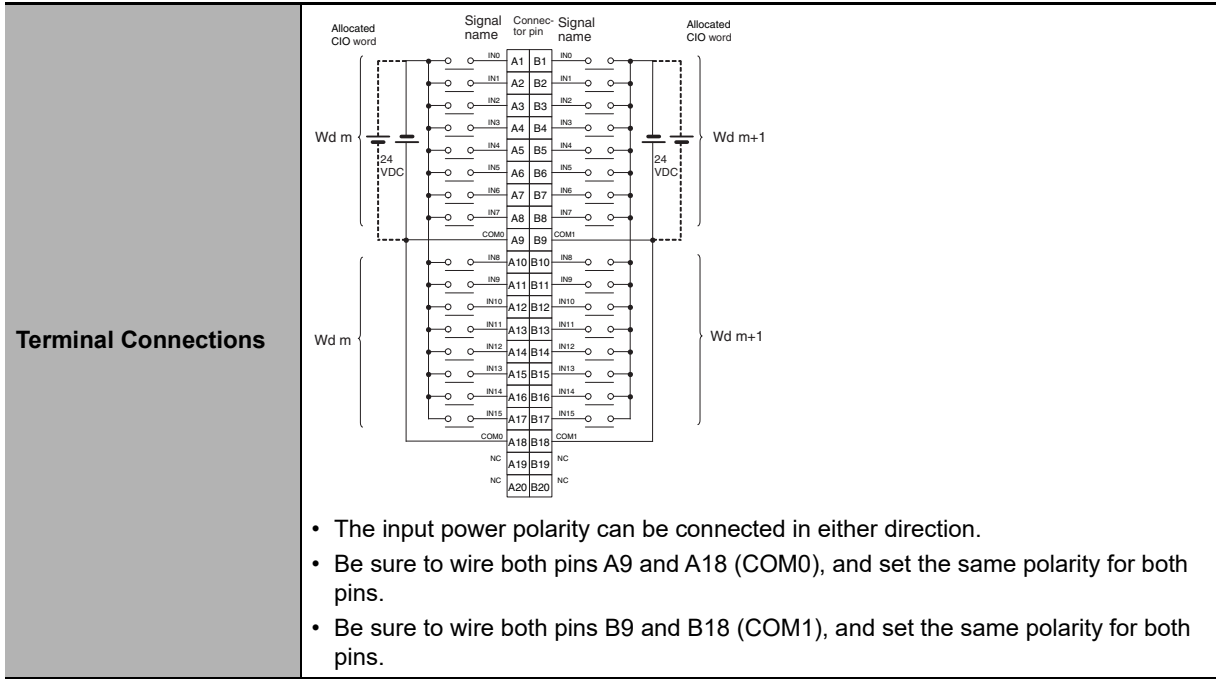 Terminal Connections
Allocated
CIO word
Signal
name
Connec-
tor pin
Signal
name
Allocated
CIO word
IN0 A1 B1 IN0
IN1 A2 B2 IN1
IN2 A3 B3 IN2
IN3 A4 B4 IN3
Wd m
Wd m+1
IN4 A5 B5 IN4
24
VDC
24
VDC
IN5 A6 B6 IN5
IN6 A7 B7 IN6
IN7 A8 B8 IN7
COM0 A9 B9 COM1
IN8 A10 B10 IN8
IN9 A11 B11 IN9
IN10 A12 B12 IN10
IN11 A13 B13 IN11
Wd m
Wd m+1
IN12 A14 B14 IN12
IN13 A15 B15 IN13
IN14 A16 B16 IN14
IN15 A17 B17 IN15
COM0 A18 B18 COM1
NC A19 B19 NC
NC A20 B20 NC
• The input power polarity can be connected in either direction.
• Be sure to wire both pins A9 and A18 (COM0), and set the same polarity for both
pins.
• Be sure to wire both pins B9 and B18 (COM1), and set the same polarity for both
pins.